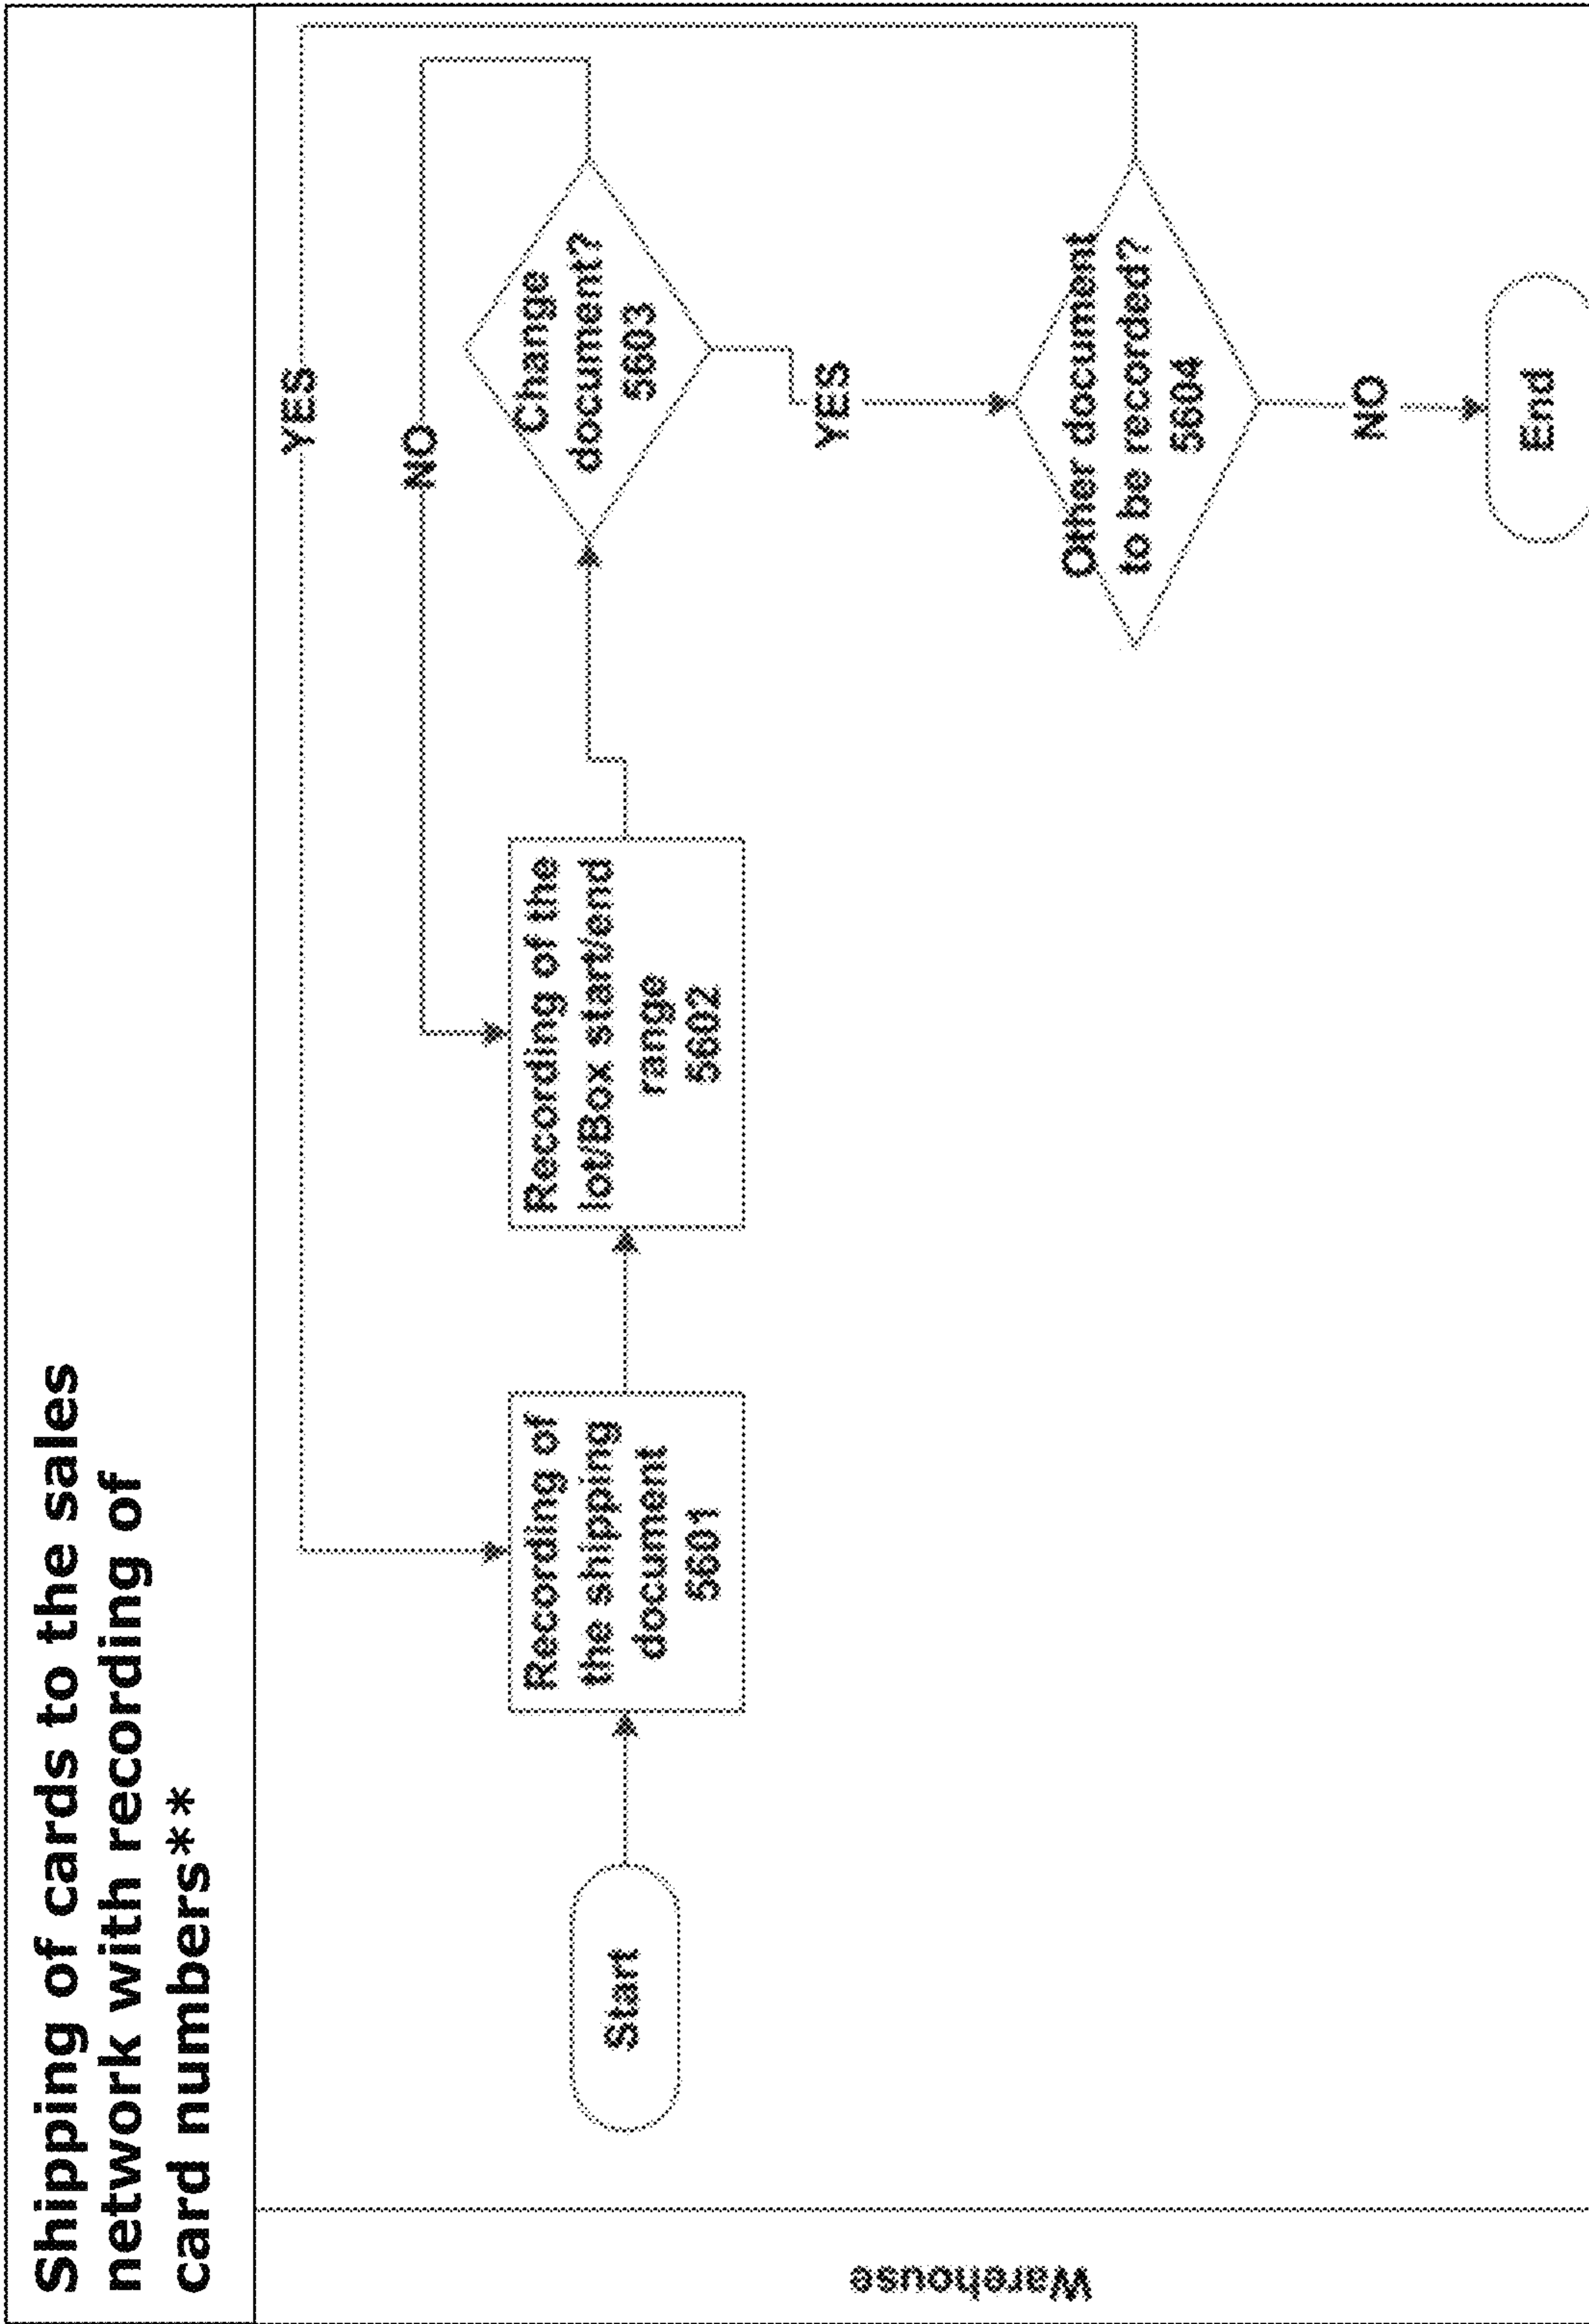 Shipping of cards to the sales
network with recording of
card numbers**
Warehouse
Start
Recording of
the shipping
document
5601
Recording of the
lot/Box start/end
range
5602
Change
document?
5603
YES
NO
YES
Other document
to be recorded?
5604
NO
End